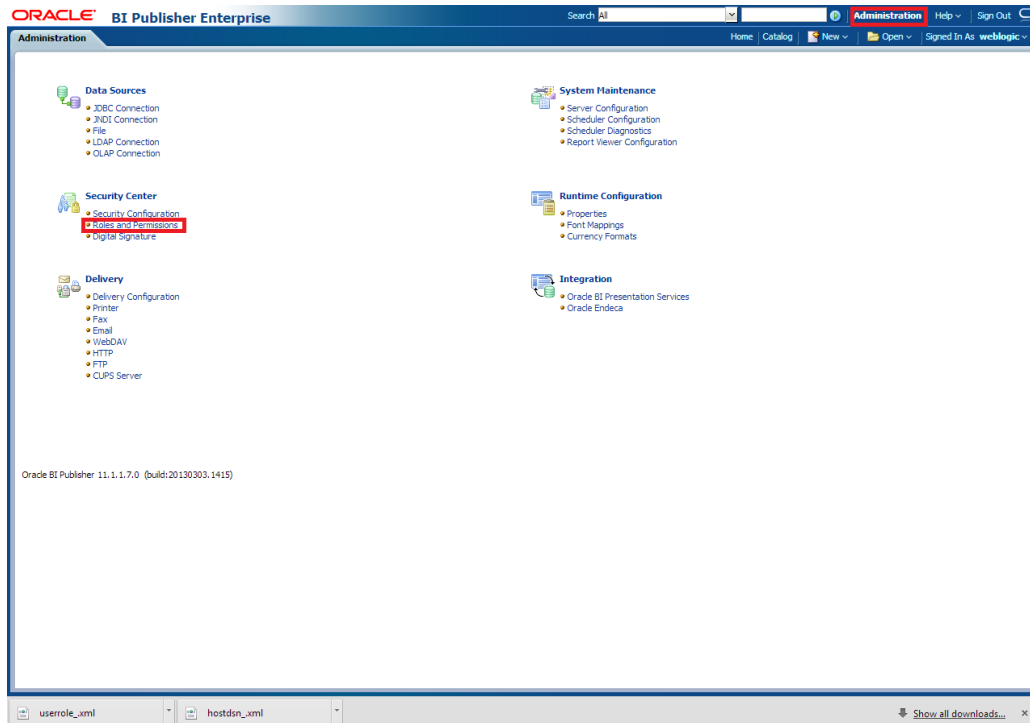 ORACLE BI Publisher Enterprise
Search All Administration Help Sign Out
Administration
Home Catalog New Open Signed In As weblogic
Data Sources
JDBC Connection
JNDI Connection
File
LDAP Connection
OLAP Connection
System Maintenance
Server Configuration
Scheduler Configuration
Scheduler Diagnostics
Report Viewer Configuration
Security Center
Security Configuration
Roles and Permissions
Digital Signature
Runtime Configuration
Properties
Font Mappings
Currency Formats
Delivery
Delivery Configuration
Printer
Fax
Email
WebDAV
HTTP
FTP
CUPS Server
Integration
Oracle BI Presentation Services
Oracle Endeca
Oracle BI Publisher 11.1.1.7.0 (build:20130303.1415)
userrole_.xml
hostdsn_.xml
Show all downloads...